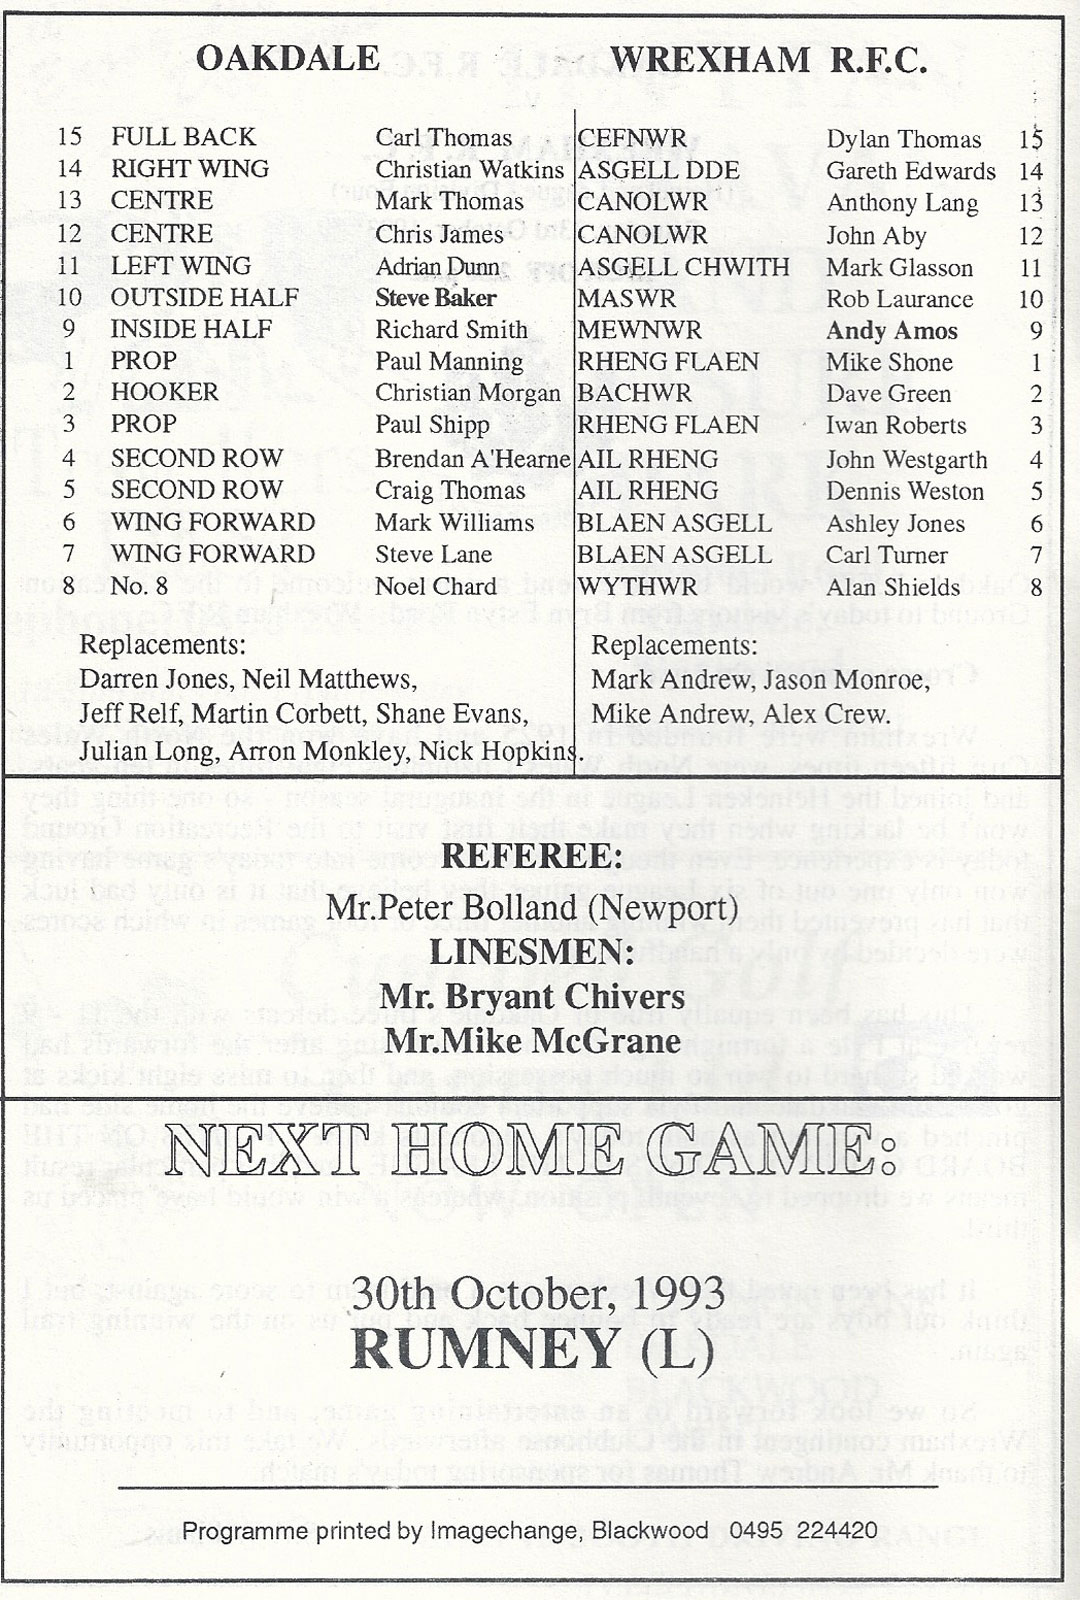 OAKDALE WREXHAM R.F.C.
15 FULL BACK Carl Thomas CEFNWR Dylan Thomas 15
14 RIGHT WING Christian Watkins ASGELL DDE Gareth Edwards 14
13 CENTRE Mark Thomas CANOLWR Anthony Lang 13
12 CENTRE Chris James CANOLWR John Aby 12
11 LEFT WING Adrian Dunn ASGELL CHWITH Mark Glasson 11
10 OUTSIDE HALF Steve Baker MASWR Rob Laurance 10
9 INSIDE HALF Richard Smith MEWNWR Andy Amos 9
1 PROP Paul Manning RHENG FLAEN Mike Shone 1
2 HOOKER Christian Morgan BACHWR Dave Green 2
3 PROP Paul Shipp RHENG FLAEN Iwan Roberts 3
4 SECOND ROW Brendan A'Hearne AIL RHENG John Westgarth 4
5 SECOND ROW Craig Thomas AIL RHENG Dennis Weston 5
6 WING FORWARD Mark Williams BLAEN ASGELL Ashley Jones 6
7 WING FORWARD Steve Lane BLAEN ASGELL Carl Turner 7
8 No. 8 Noel Chard WYTHWR Alan Shields 8
Replacements:
Darren Jones, Neil Matthews,
Jeff Relf, Martin Corbett, Shane Evans,
Julian Long, Arron Monkley, Nick Hopkins.
Replacements:
Mark Andrew, Jason Monroe,
Mike Andrew, Alex Crew.
REFEREE:
Mr.Peter Bolland (Newport)
LINESMEN:
Mr. Bryant Chivers
Mr.Mike McGrane
NEXT HOME GAME:
30th October, 1993
RUMNEY (L)
Programme printed by Imagechange, Blackwood 0495 224420